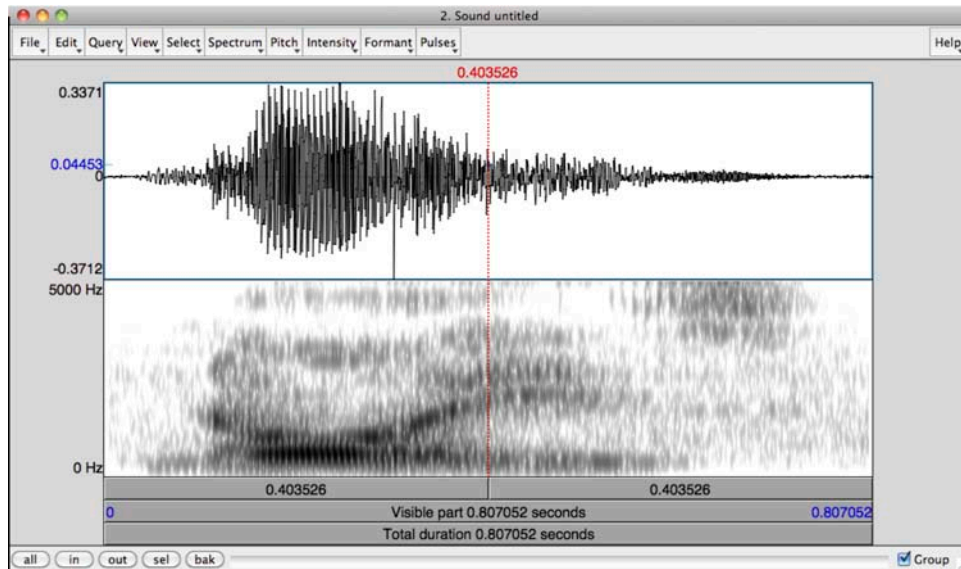 2. Sound untitled
File Edit Query View Select Spectrum Pitch Intensity Formant Pulses Help
0.403526
0.3371
0.04453
0
-0.3712
5000 Hz
0 Hz
0.403526 0.403526
0 Visible part 0.807052 seconds 0.807052
Total duration 0.807052 seconds
all in out sel bak Group